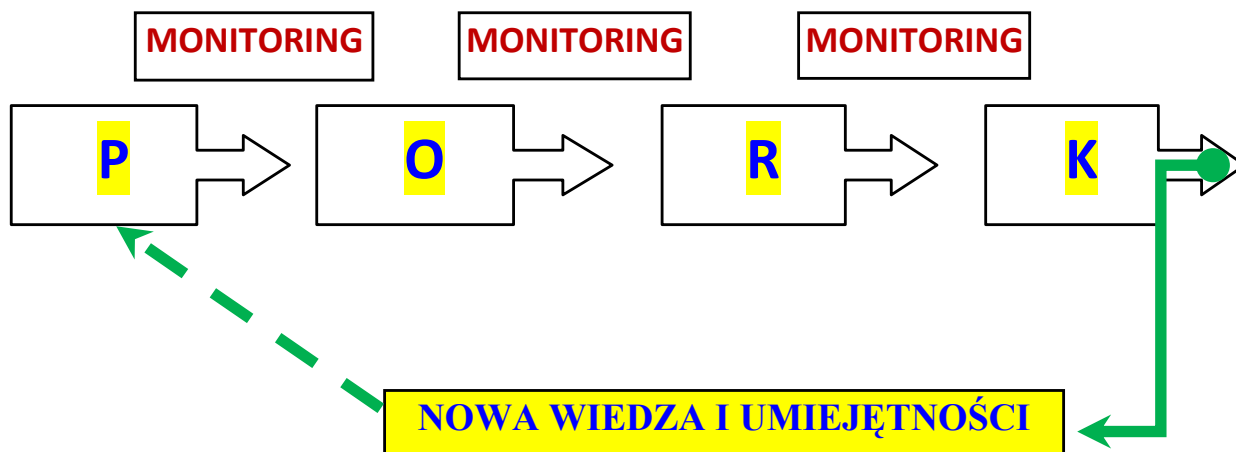 MONITORING
MONITORING
MONITORING
P
O
R
K
NOWA WIEDZA I UMIEJĘTNOŚCI